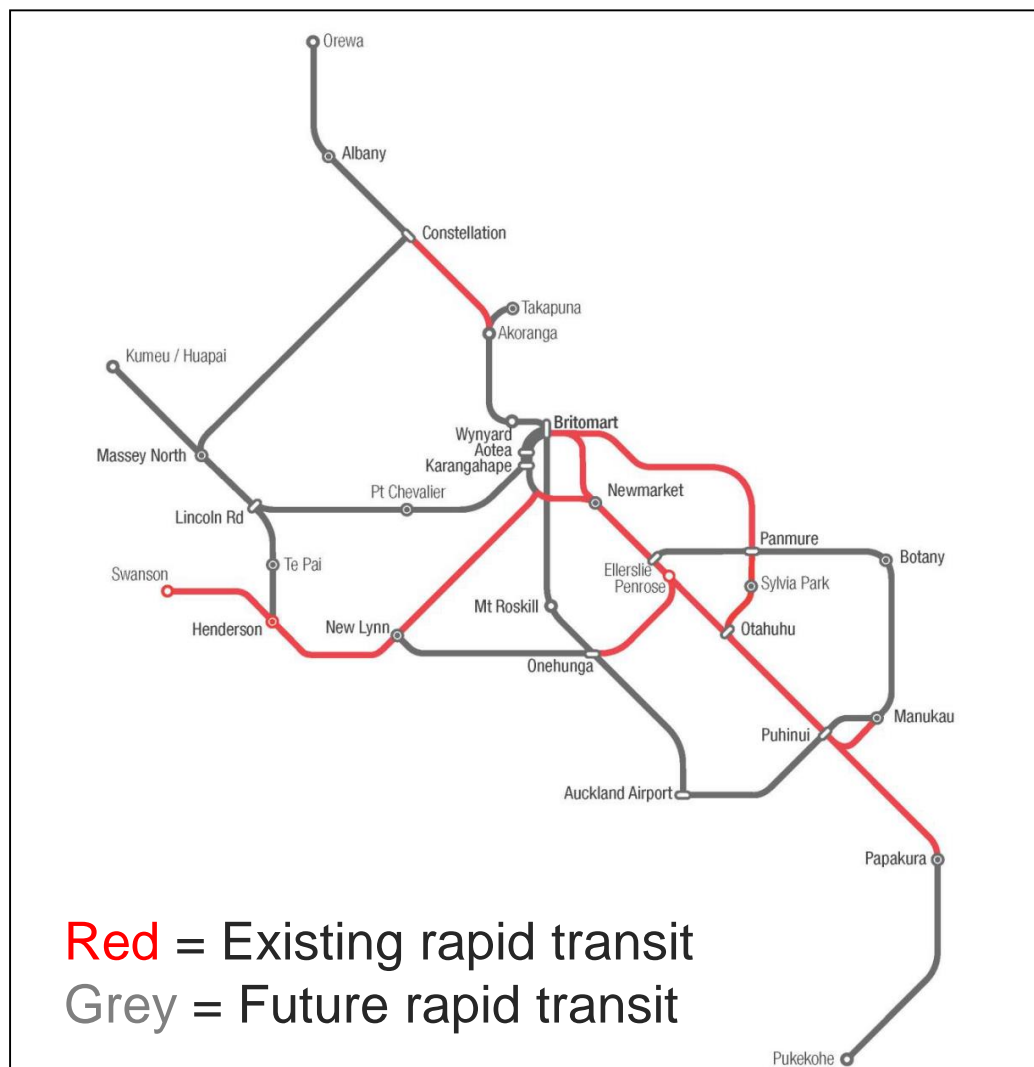 Orewa
Albany
Constellation
Takapuna
Akoranga
Kumeu / Huapai
Britomart
Wynyard
Aotea
Massey North
Karangahape
Pt Chevalier
Newmarket
Lincoln Rd
Panmure
Botany
Te Pai
Ellerslie
Swanson
Penrose
Sylvia Park
Mt Roskill
Henderson
New Lynn
Otahuhu
Onehunga
Manukau
Puhinui
Auckland Airport
Papakura
Red = Existing rapid transit
Grey = Future rapid transit
Pukekohe